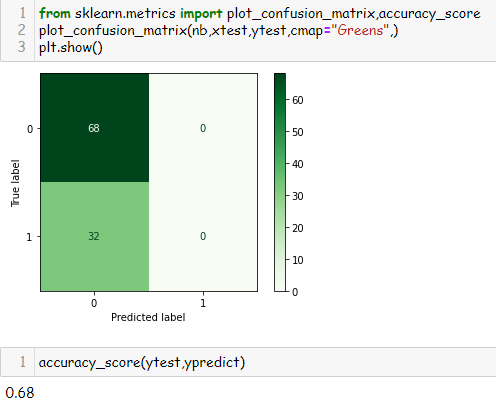 1 from sklearn.metrics import plot_confusion_matrix,accuracy_score
2 plot_confusion_matrix(nb,xtest,ytest,cmap="Greens",)
3 plt.show()
68 0
32 0
0
1
True label
0 1
Predicted label
60
50
40
30
20
10
0
1 accuracy_score(ytest,ypredict)
0.68